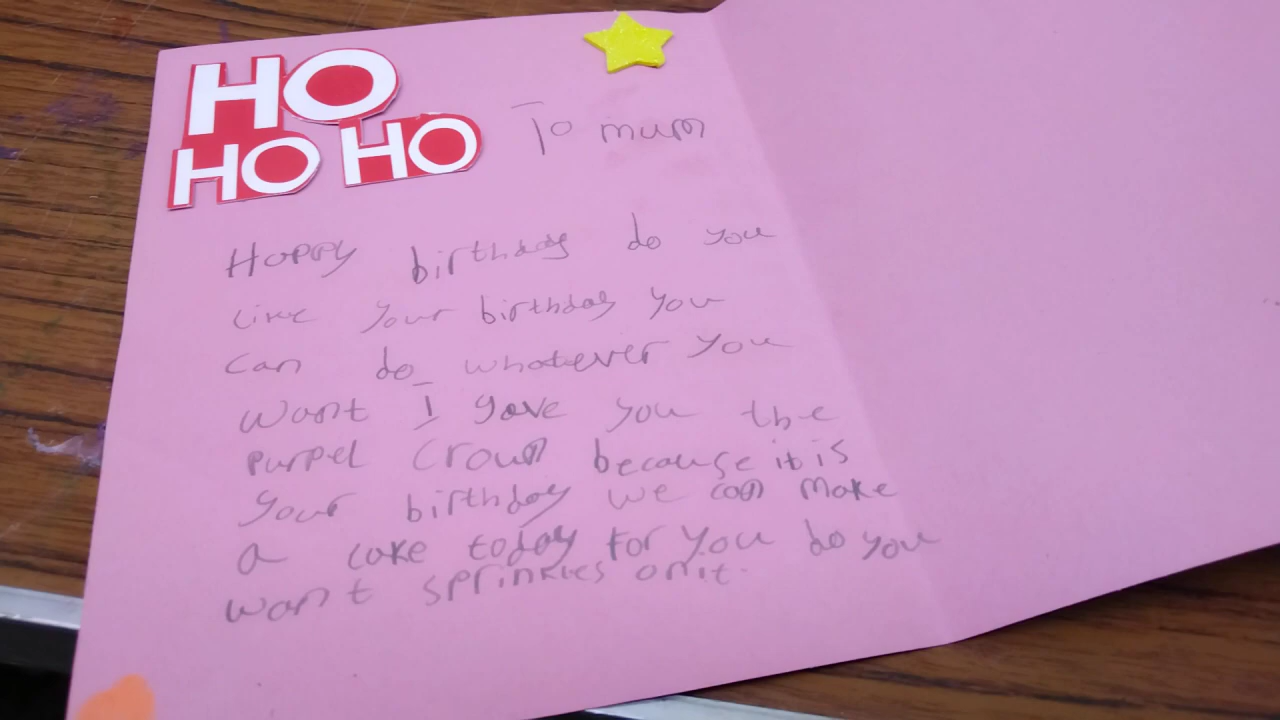 HO
HO HO
To mum
Happy birthday do you
like your birthday you
can do whatever you
want I gave you the
purpel crown because it is
your birthday we can make
a cake today for you do you
want sprinkles onit.